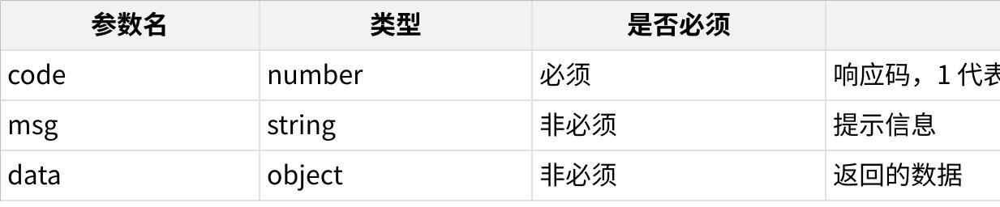 参数名 类型 是否必须
code number 必须 响应码，1 代表
msg string 非必须 提示信息
data object 非必须 返回的数据